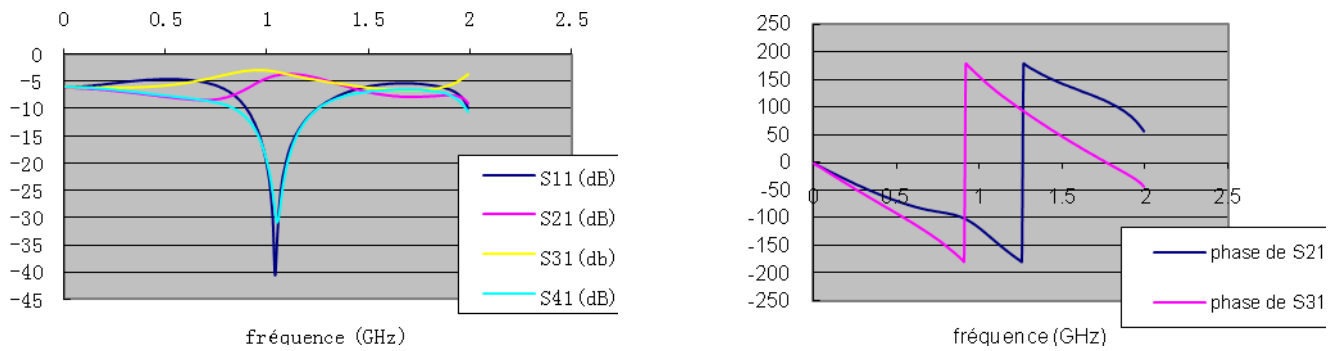 0 0.5 1 1.5 2 2.5
0
-5
-10
-15
-20
-25
-30
-35
-40
-45
S11(dB)
S21(dB)
S31(db)
S41(dB)
fréquence (GHz)
250
200
150
100
50
0
-50
-100
-150
-200
-250
0 0.5 1 1.5 2 2.5
phase de S21
phase de S31
fréquence (GHz)